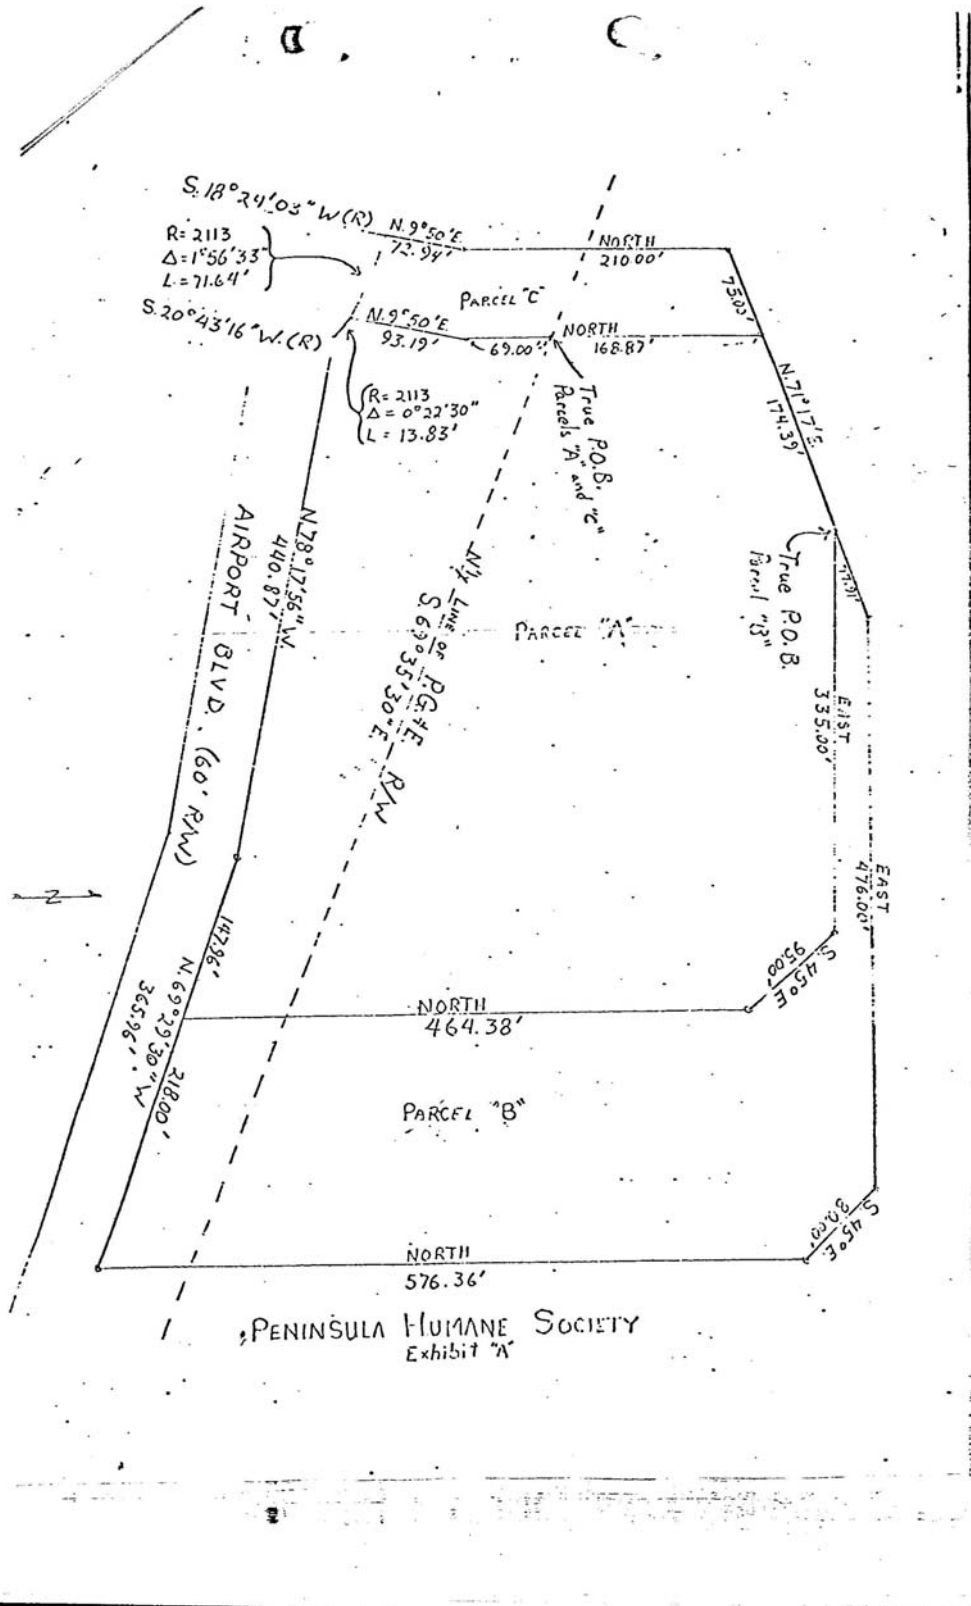 S. 18° 24' 03" W (R)
R = 2113
Δ = 1° 56' 33"
L = 71.64'
N. 9° 50' E.
72.94'
NORTH
210.00'
75.00'
PARCEL "C"
S. 20° 43' 16" W. (R)
N. 9° 50' E.
93.19'
69.00'
NORTH
168.87'
R = 2113
Δ = 0° 22' 30"
L = 13.83'
True P.O.B.
Parcels "A" and "C"
N. 71° 17' E.
174.39'
True P.O.B.
Parcel "B"
N. 78° 17' 56" W.
440.87'
AIRPORT BLVD. (60' R/W)
N'ly LINE OF P.G.+E. R/W
S. 69° 35' 30" E.
PARCEL "A"
EAST
335.00'
EAST
476.00'
N
147.96'
N. 69° 29' 30" W
365.96'
218.00'
S. 45° E
95.00'
NORTH
464.38'
PARCEL "B"
S. 45° E.
80.00'
NORTH
576.36'
PENINSULA HUMANE SOCIETY
Exhibit "A"